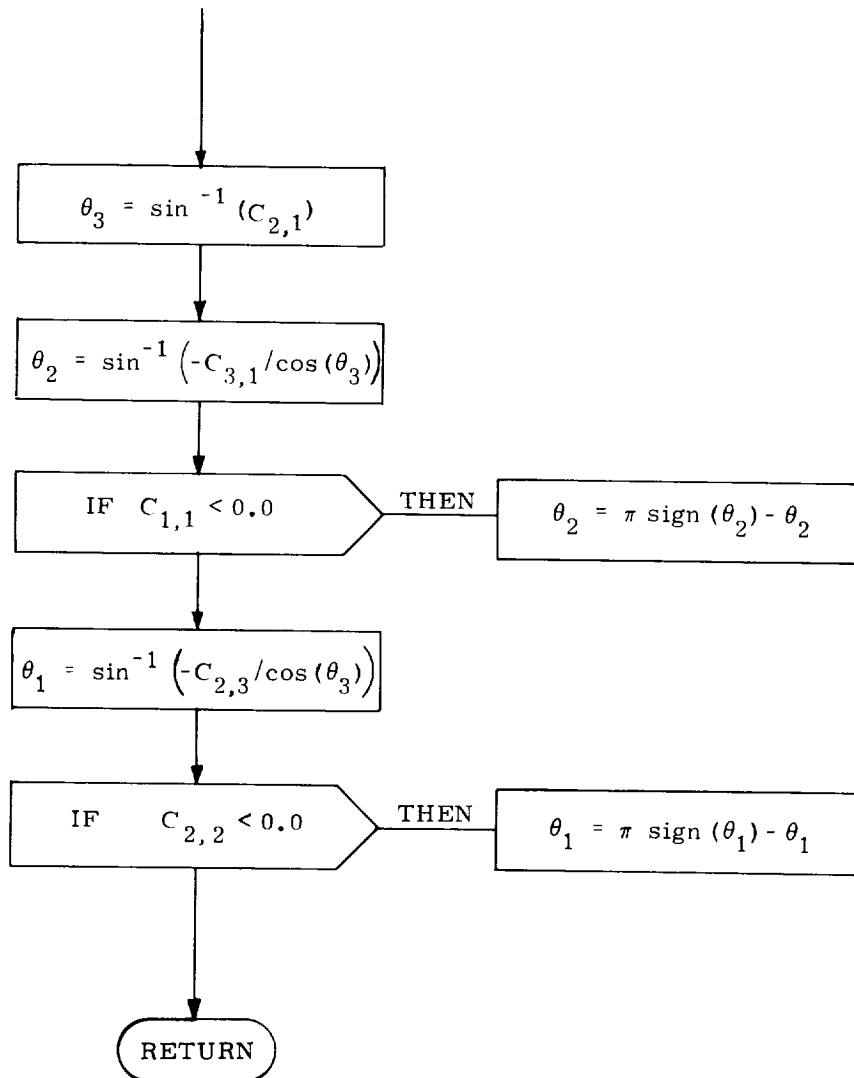 θ₃ = sin⁻¹ (C₂,₁)
θ₂ = sin⁻¹ (-C₃,₁/cos(θ₃))
IF C₁,₁ < 0.0
THEN
θ₂ = π sign (θ₂) - θ₂
θ₁ = sin⁻¹ (-C₂,₃/cos(θ₃))
IF C₂,₂ < 0.0
THEN
θ₁ = π sign (θ₁) - θ₁
RETURN